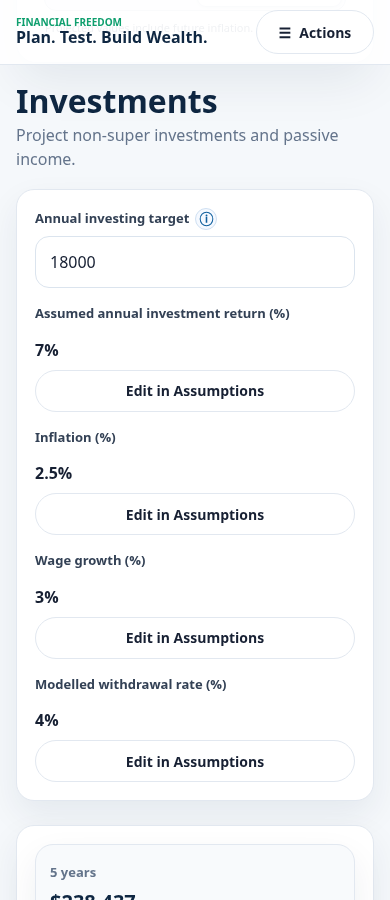 FINANCIAL FREEDOM
Plan. Test. Build Wealth.
☰ Actions
Investments
Project non-super investments and passive
income.
Annual investing target ⓘ
18000
Assumed annual investment return (%)
7%
Edit in Assumptions
Inflation (%)
2.5%
Edit in Assumptions
Wage growth (%)
3%
Edit in Assumptions
Modelled withdrawal rate (%)
4%
Edit in Assumptions
5 years